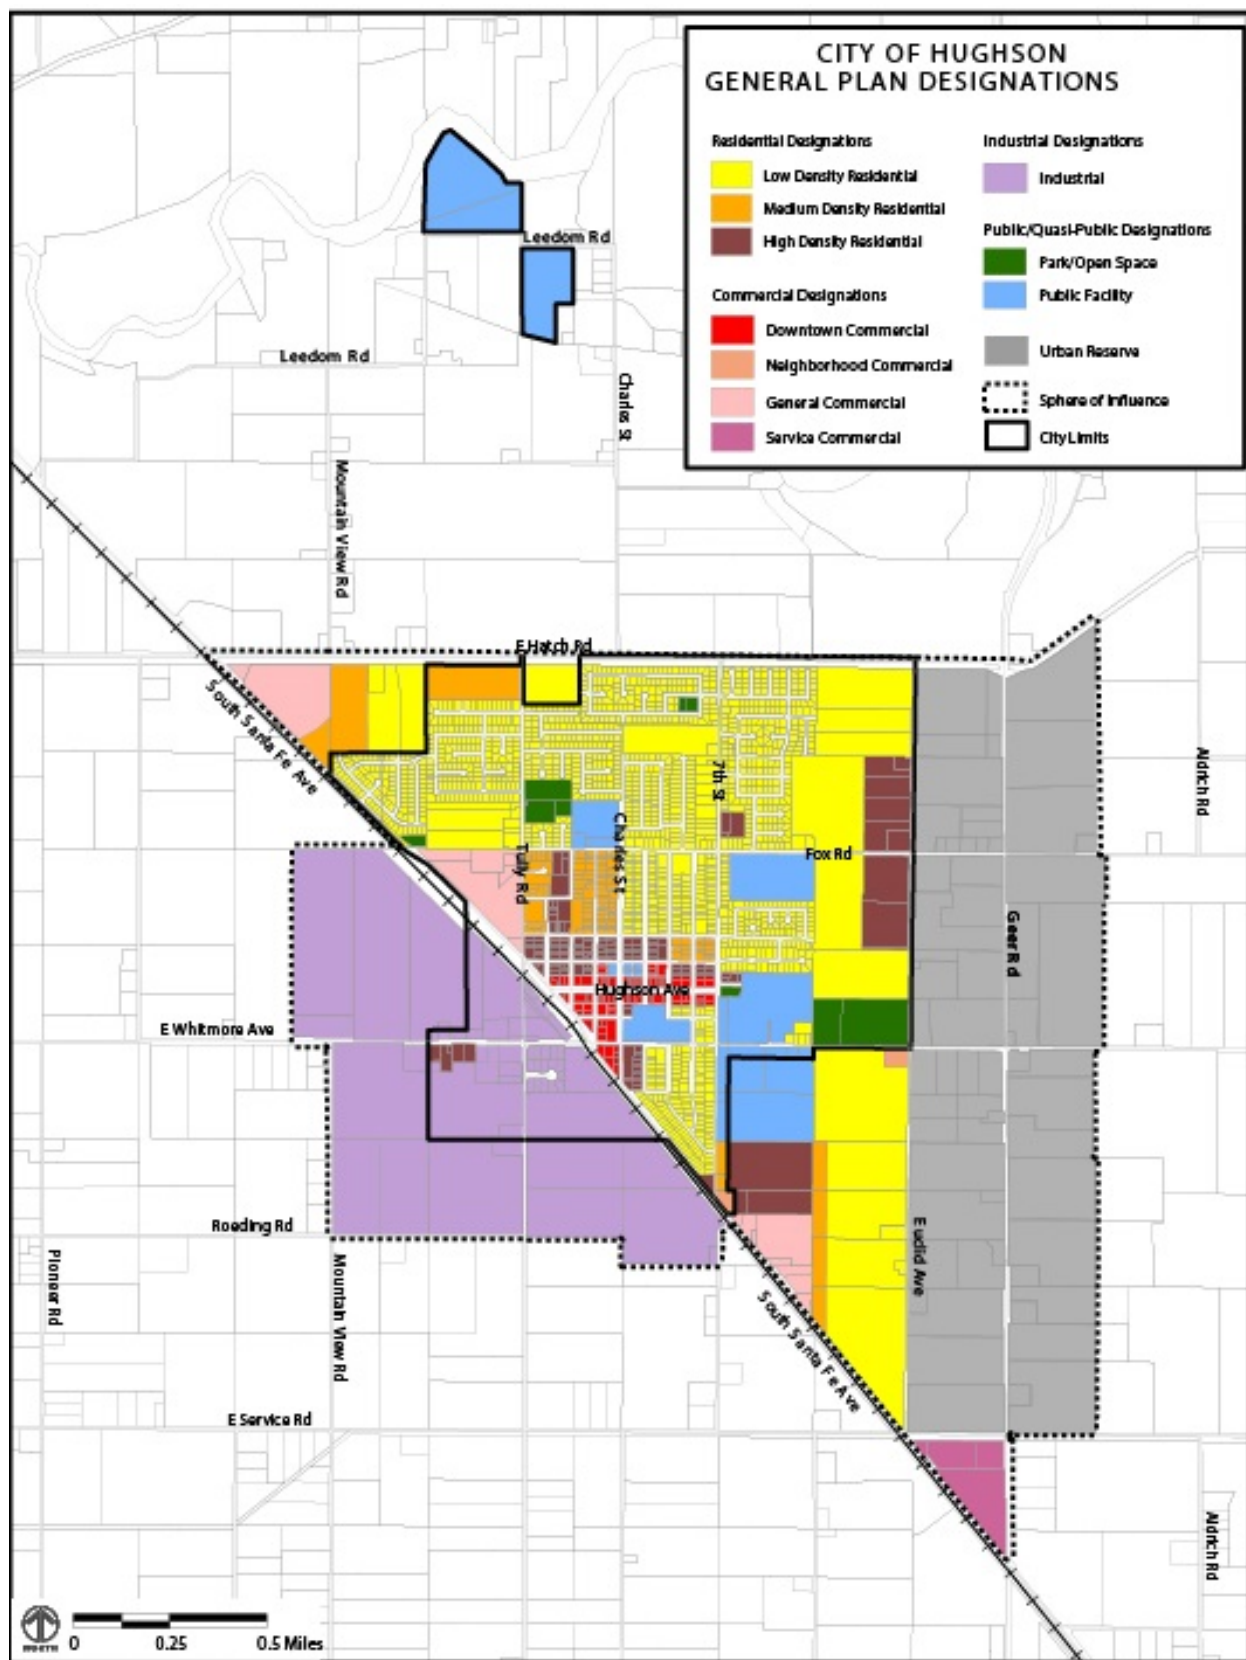 CITY OF HUGHSON
GENERAL PLAN DESIGNATIONS
Residential Designations
Low Density Residential
Medium Density Residential
High Density Residential
Commercial Designations
Downtown Commercial
Neighborhood Commercial
General Commercial
Service Commercial
Industrial Designations
Industrial
Public/Quasi-Public Designations
Park/Open Space
Public Facility
Urban Reserve
Sphere of Influence
City Limits
Leedom Rd
Leedom Rd
Charles St
Mountain View Rd
E Hatch Rd
South Santa Fe Ave
Aldrich Rd
7th St
Charles St
Tully Rd
Fox Rd
Geer Rd
Hughson Ave
E Whitmore Ave
Roeding Rd
Euclid Ave
Pioneer Rd
Mountain View Rd
South Santa Fe Ave
E Service Rd
Aldrich Rd
NORTH
0 0.25 0.5 Miles